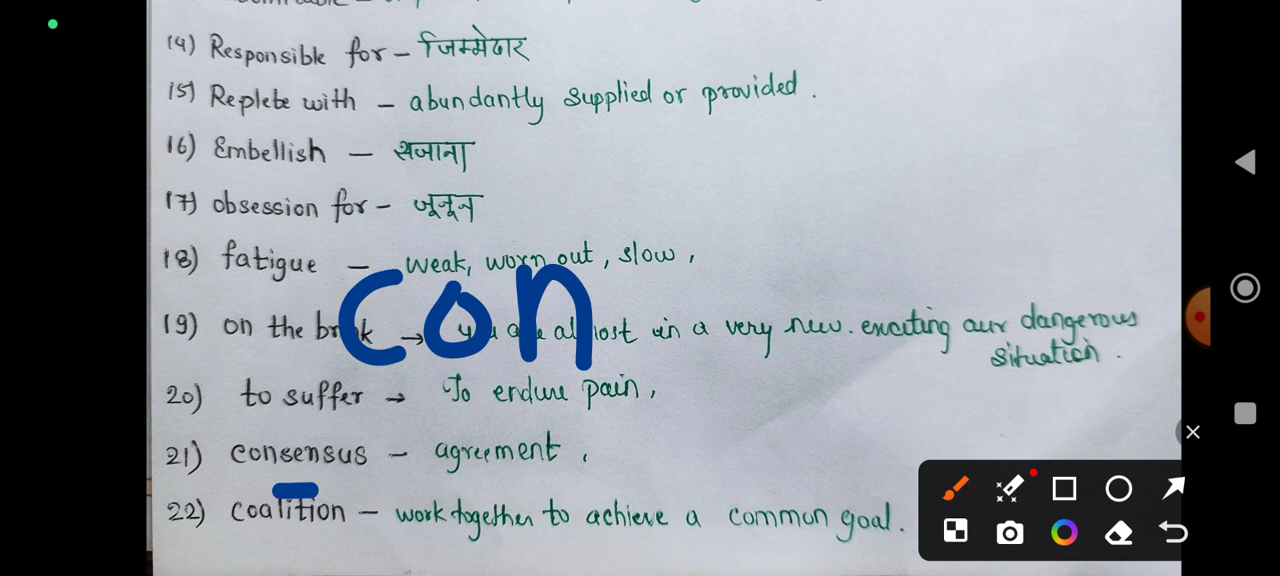 14) Responsible for - जिम्मेदार
15) Replete with - abundantly supplied or provided.
16) Embellish - सजाना
17) obsession for - जूनून
18) fatigue - weak, worn out, slow,
con
19) on the → in a very new. exciting our dangerous
situation.
20) to suffer → To endure pain,
21) consensus - agreement,
22) coalition - work together to achieve a common goal.